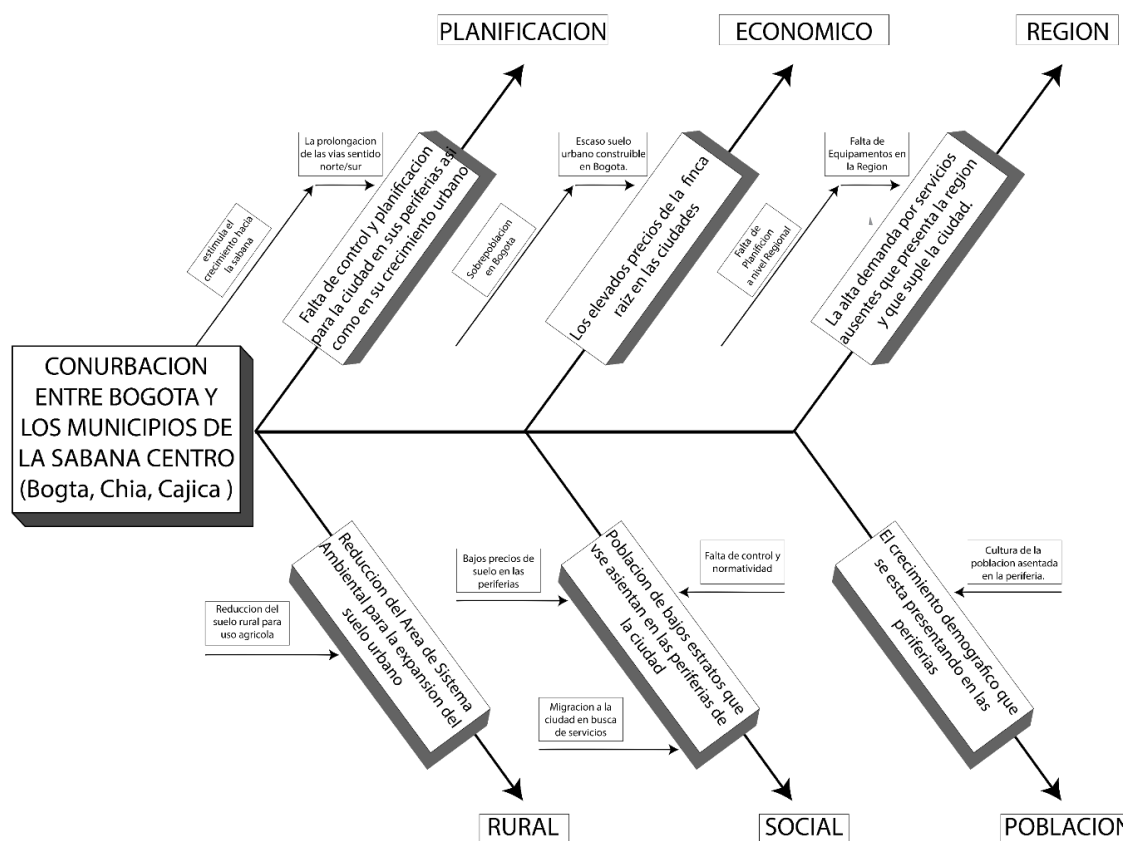 PLANIFICACION
ECONOMICO
REGION
La prolongacion
de las vias sentido
norte/sur
estimula el
crecimiento hacia
la sabana
Falta de control y planificacion
para la ciudad en sus periferias asi
como en su crecimiento urbano
Escaso suelo
urbano construible
en Bogota.
Sobrepoblacion
en Bogota
Los elevados precios de la finca
raiz en las ciudades
Falta de
Equipamentos en
la Region
Falta de
Planificion
a nivel Regional
La alta demanda por servicios
ausentes que presenta la region
y que suple la ciudad.
CONURBACION
ENTRE BOGOTA Y
LOS MUNICIPIOS DE
LA SABANA CENTRO
(Bogta, Chia, Cajica )
Reduccion del
suelo rural para
uso agricola
Reduccion del Area de Sistema
Ambiental para la expansion del
suelo urbano
Bajos precios de
suelo en las
periferias
Falta de control y
normatividad
Migracion a la
ciudad en busca
de servicios
Poblacion de bajos estratos que
vse asientan en las periferias de
la ciudad
Cultura de la
poblacion asentada
en la periferia.
El crecimiento demografico que
se esta presentando en las
periferias
RURAL
SOCIAL
POBLACION